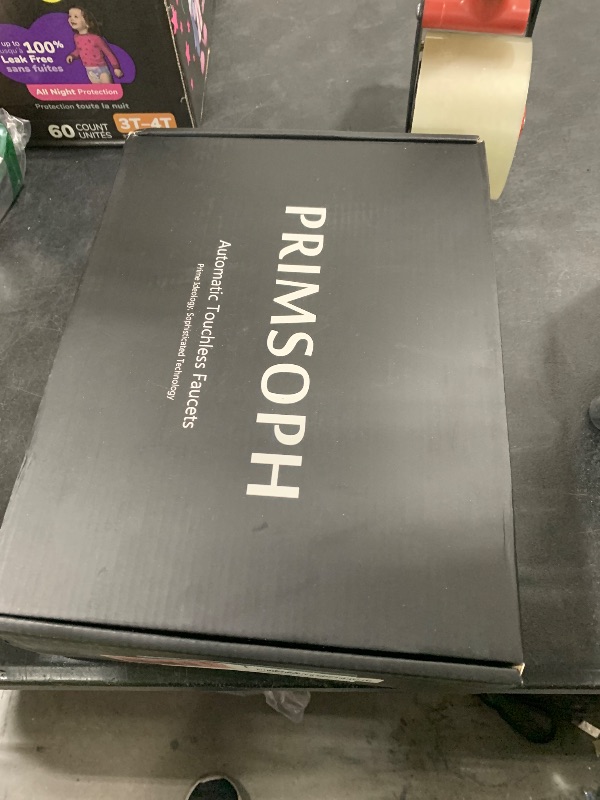 up to
jusqu'à
100%
Leak Free
sans fuites
All Night Protection
Protection toute la nuit
60 COUNT
UNITÉS
3T-4T
PRIMSOPH
Automatic Touchless Faucets
Prime Ideology, Sophisticated Technology